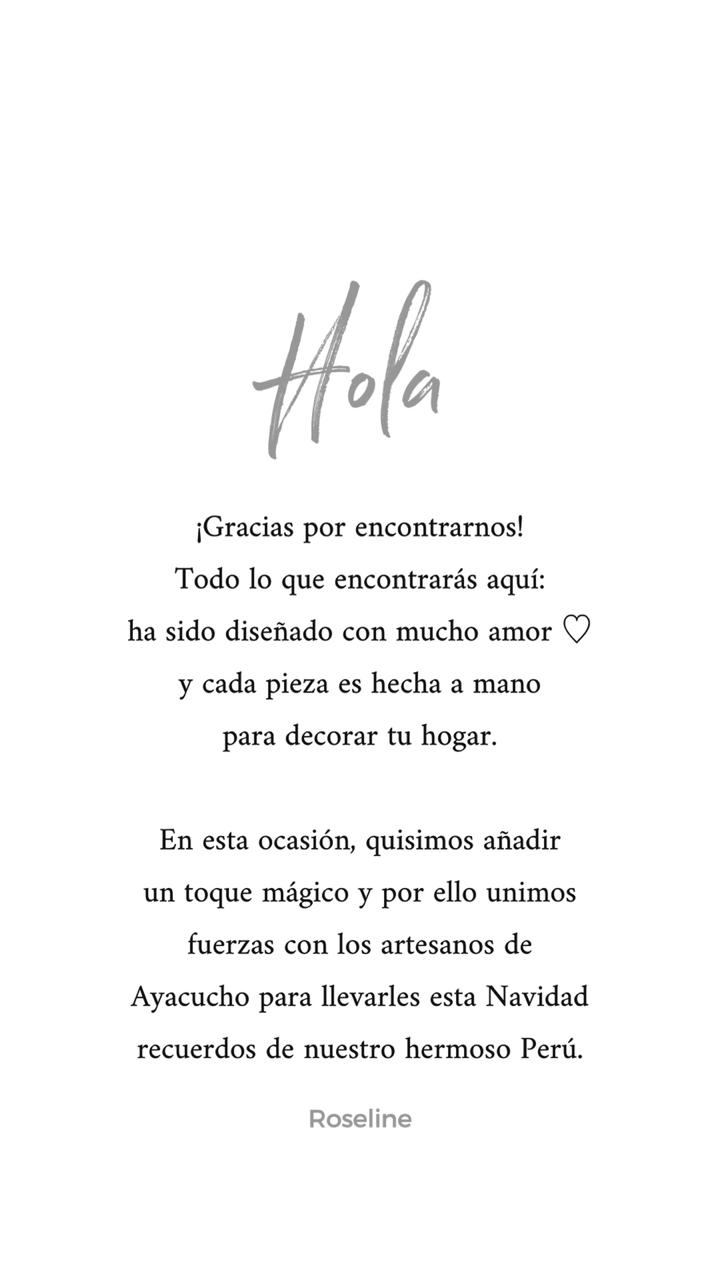 Hola
¡Gracias por encontrarnos!
Todo lo que encontrarás aquí:
ha sido diseñado con mucho amor ♡
y cada pieza es hecha a mano
para decorar tu hogar.
En esta ocasión, quisimos añadir
un toque mágico y por ello unimos
fuerzas con los artesanos de
Ayacucho para llevarles esta Navidad
recuerdos de nuestro hermoso Perú.
Roseline